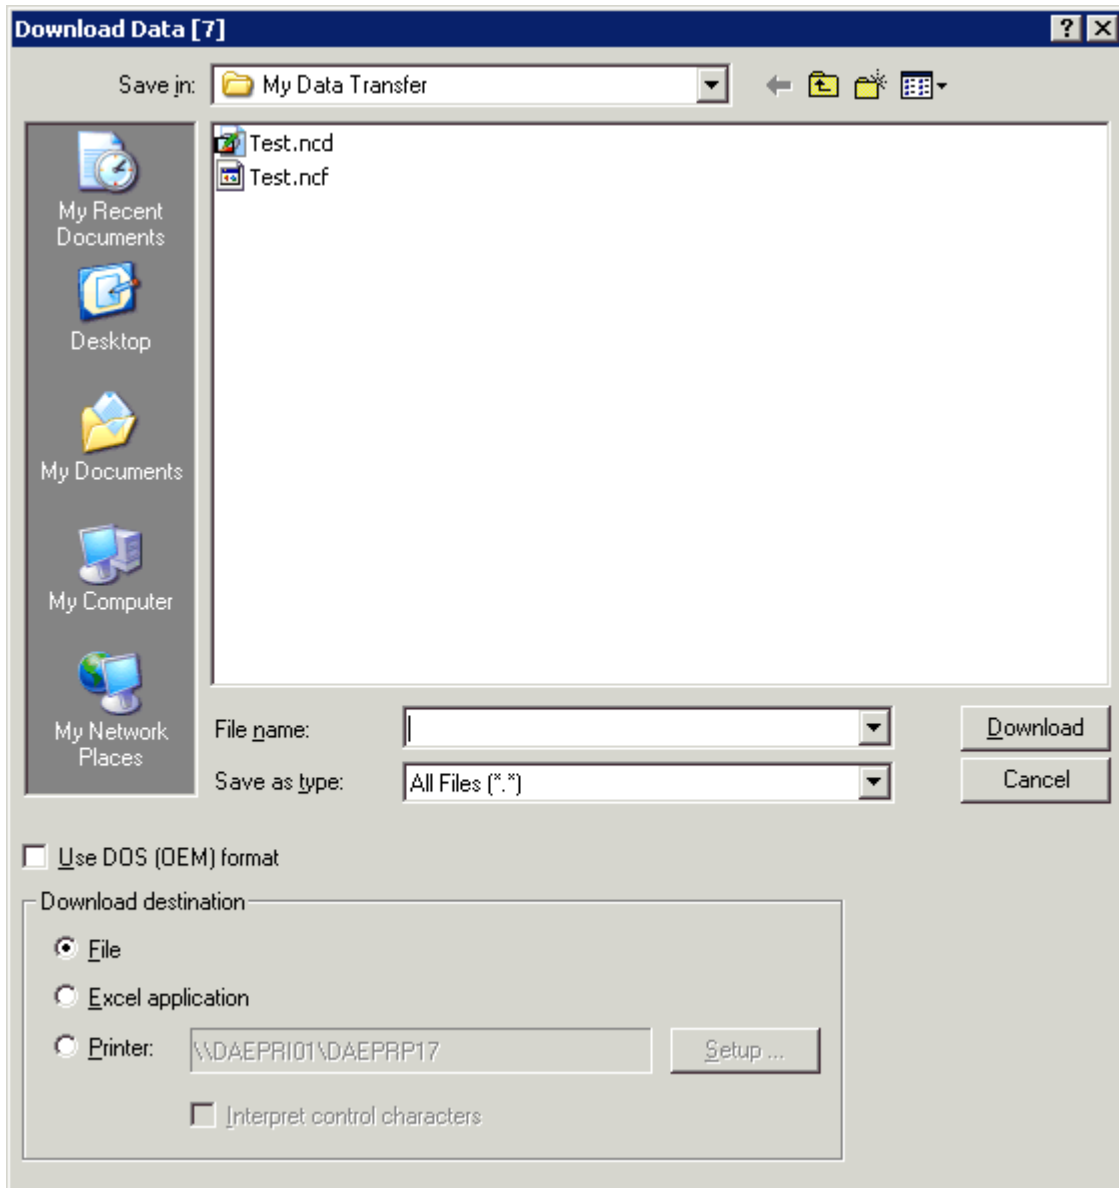 Download Data [7]
Save in:
My Data Transfer
My Recent
Documents
Desktop
My Documents
My Computer
My Network
Places
Test.ncd
Test.ncf
File name:
Download
Save as type:
All Files (*.*)
Cancel
Use DOS (OEM) format
Download destination
File
Excel application
Printer:
\\DAEPRI01\DAEPRP17
Setup ...
Interpret control characters